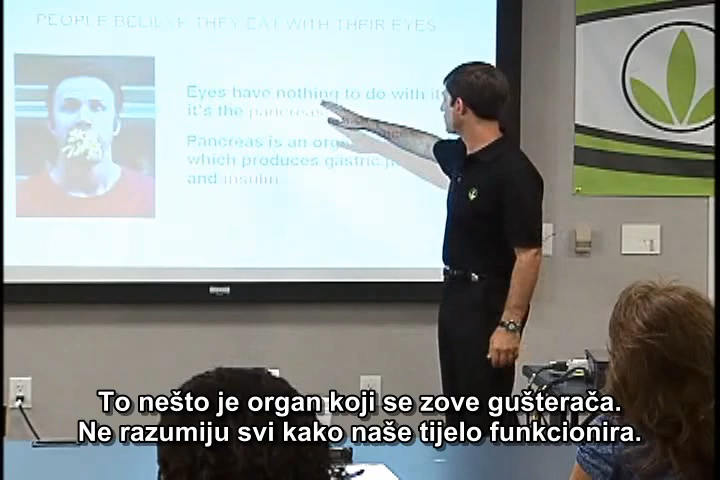 PEOPLE BELIEVE THEY EAT WITH THEIR EYES
Eyes have nothing to do with it
it's the pancreas
Pancreas is an
which produces gastric
and insulin
To nešto je organ koji se zove gušterača.
Ne razumiju svi kako naše tijelo funkcionira.